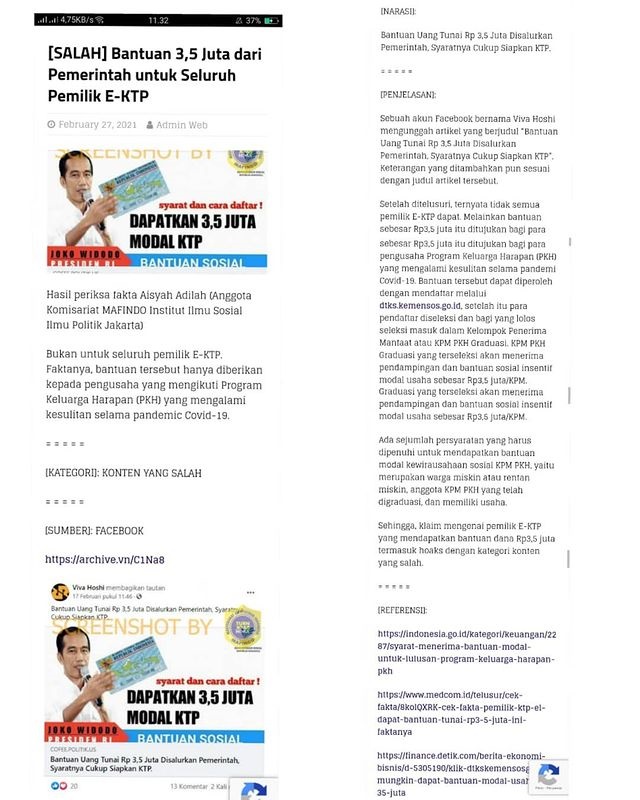 4,75KB/s
11.32
37%
[SALAH] Bantuan 3,5 Juta dari
Pemerintah untuk Seluruh
Pemilik E-KTP
February 27, 2021 Admin Web
SCREENSHOT BY
syarat dan cara daftar !
DAPATKAN 3,5 JUTA
MODAL KTP
JOKO WIDODO
PRESIDEN RI
BANTUAN SOSIAL
Hasil periksa fakta Aisyah Adilah (Anggota
Komisariat MAFINDO Institut Ilmu Sosial
Ilmu Politik Jakarta)
Bukan untuk seluruh pemilik E-KTP.
Faktanya, bantuan tersebut hanya diberikan
kepada pengusaha yang mengikuti Program
Keluarga Harapan (PKH) yang mengalami
kesulitan selama pandemic Covid-19.
= = = = =
[KATEGORI]: KONTEN YANG SALAH
= = = = =
[SUMBER]: FACEBOOK
https://archive.vn/C1Na8
Viva Hoshi membagikan tautan
17 Februari pukul 11.46
Bantuan Uang Tunai Rp 3,5 Juta Disalurkan Pemerintah,
Cukup Siapkan KTP.
SCREENSHOT BY
syarat dan cara daftar !
DAPATKAN 3,5 JUTA
MODAL KTP
JOKO WIDODO
PRESIDEN RI
BANTUAN SOSIAL
COFEE.POLITIK.US
Bantuan Uang Tunai Rp 3,5 Juta Disalurkan Pemerintah,
Syaratnya Cukup Siapkan KTP.
20
13 Komentar 2 Kali
[NARASI]:
Bantuan Uang Tunai Rp 3,5 Juta Disalurkan
Pemerintah, Syaratnya Cukup Siapkan KTP.
= = = = =
[PENJELASAN]:
Sebuah akun Facebook bernama Viva Hoshi
mengunggah artikel yang berjudul “Bantuan
Uang Tunai Rp 3,5 Juta Disalurkan
Pemerintah, Syaratnya Cukup Siapkan KTP”.
Keterangan yang ditambahkan pun sesuai
dengan judul artikel tersebut.
Setelah ditelusuri, ternyata tidak semua
pemilik E-KTP dapat. Melainkan bantuan
sebesar Rp3,5 juta itu ditujukan bagi para
sebesar Rp3,5 juta itu ditujukan bagi para
pengusaha Program Keluarga Harapan (PKH)
yang mengalami kesulitan selama pandemi
Covid-19. Bantuan tersebut dapat diperoleh
dengan mendaftar melalui
dtks.kemensos.go.id, setelah itu para
pendaftar diseleksi dan bagi yang lolos
seleksi masuk dalam Kelompok Penerima
Manfaat atau KPM PKH Graduasi. KPM PKH
Graduasi yang terseleksi akan menerima
pendampingan dan bantuan sosial insentif
modal usaha sebesar Rp3,5 juta/KPM.
Graduasi yang terseleksi akan menerima
pendampingan dan bantuan sosial insentif
modal usaha sebesar Rp3,5 juta/KPM.
Ada sejumlah persyaratan yang harus
dipenuhi untuk mendapatkan bantuan
modal kewirausahaan sosial KPM PKH, yaitu
merupakan warga miskin atau rentan
miskin, anggota KPM PKH yang telah
digraduasi, dan memiliki usaha.
Sehingga, klaim mengenai pemilik E-KTP
yang mendapatkan bantuan dana Rp3,5 juta
termasuk hoaks dengan kategori konten
yang salah.
= = = = =
[REFERENSI]:
https://indonesia.go.id/kategori/keuangan/22
87/syarat-menerima-bantuan-modal-
untuk-lulusan-program-keluarga-harapan-
pkh
https://www.medcom.id/telusur/cek-
fakta/8kolQXRK-cek-fakta-pemilik-ktp-el-
dapat-bantuan-tunai-rp3-5-juta-ini-
faktanya
https://finance.detik.com/berita-ekonomi-
bisnis/d-5305190/klik-dtkskemensosg
mungkin-dapat-bantuan-modal-usa
35-juta